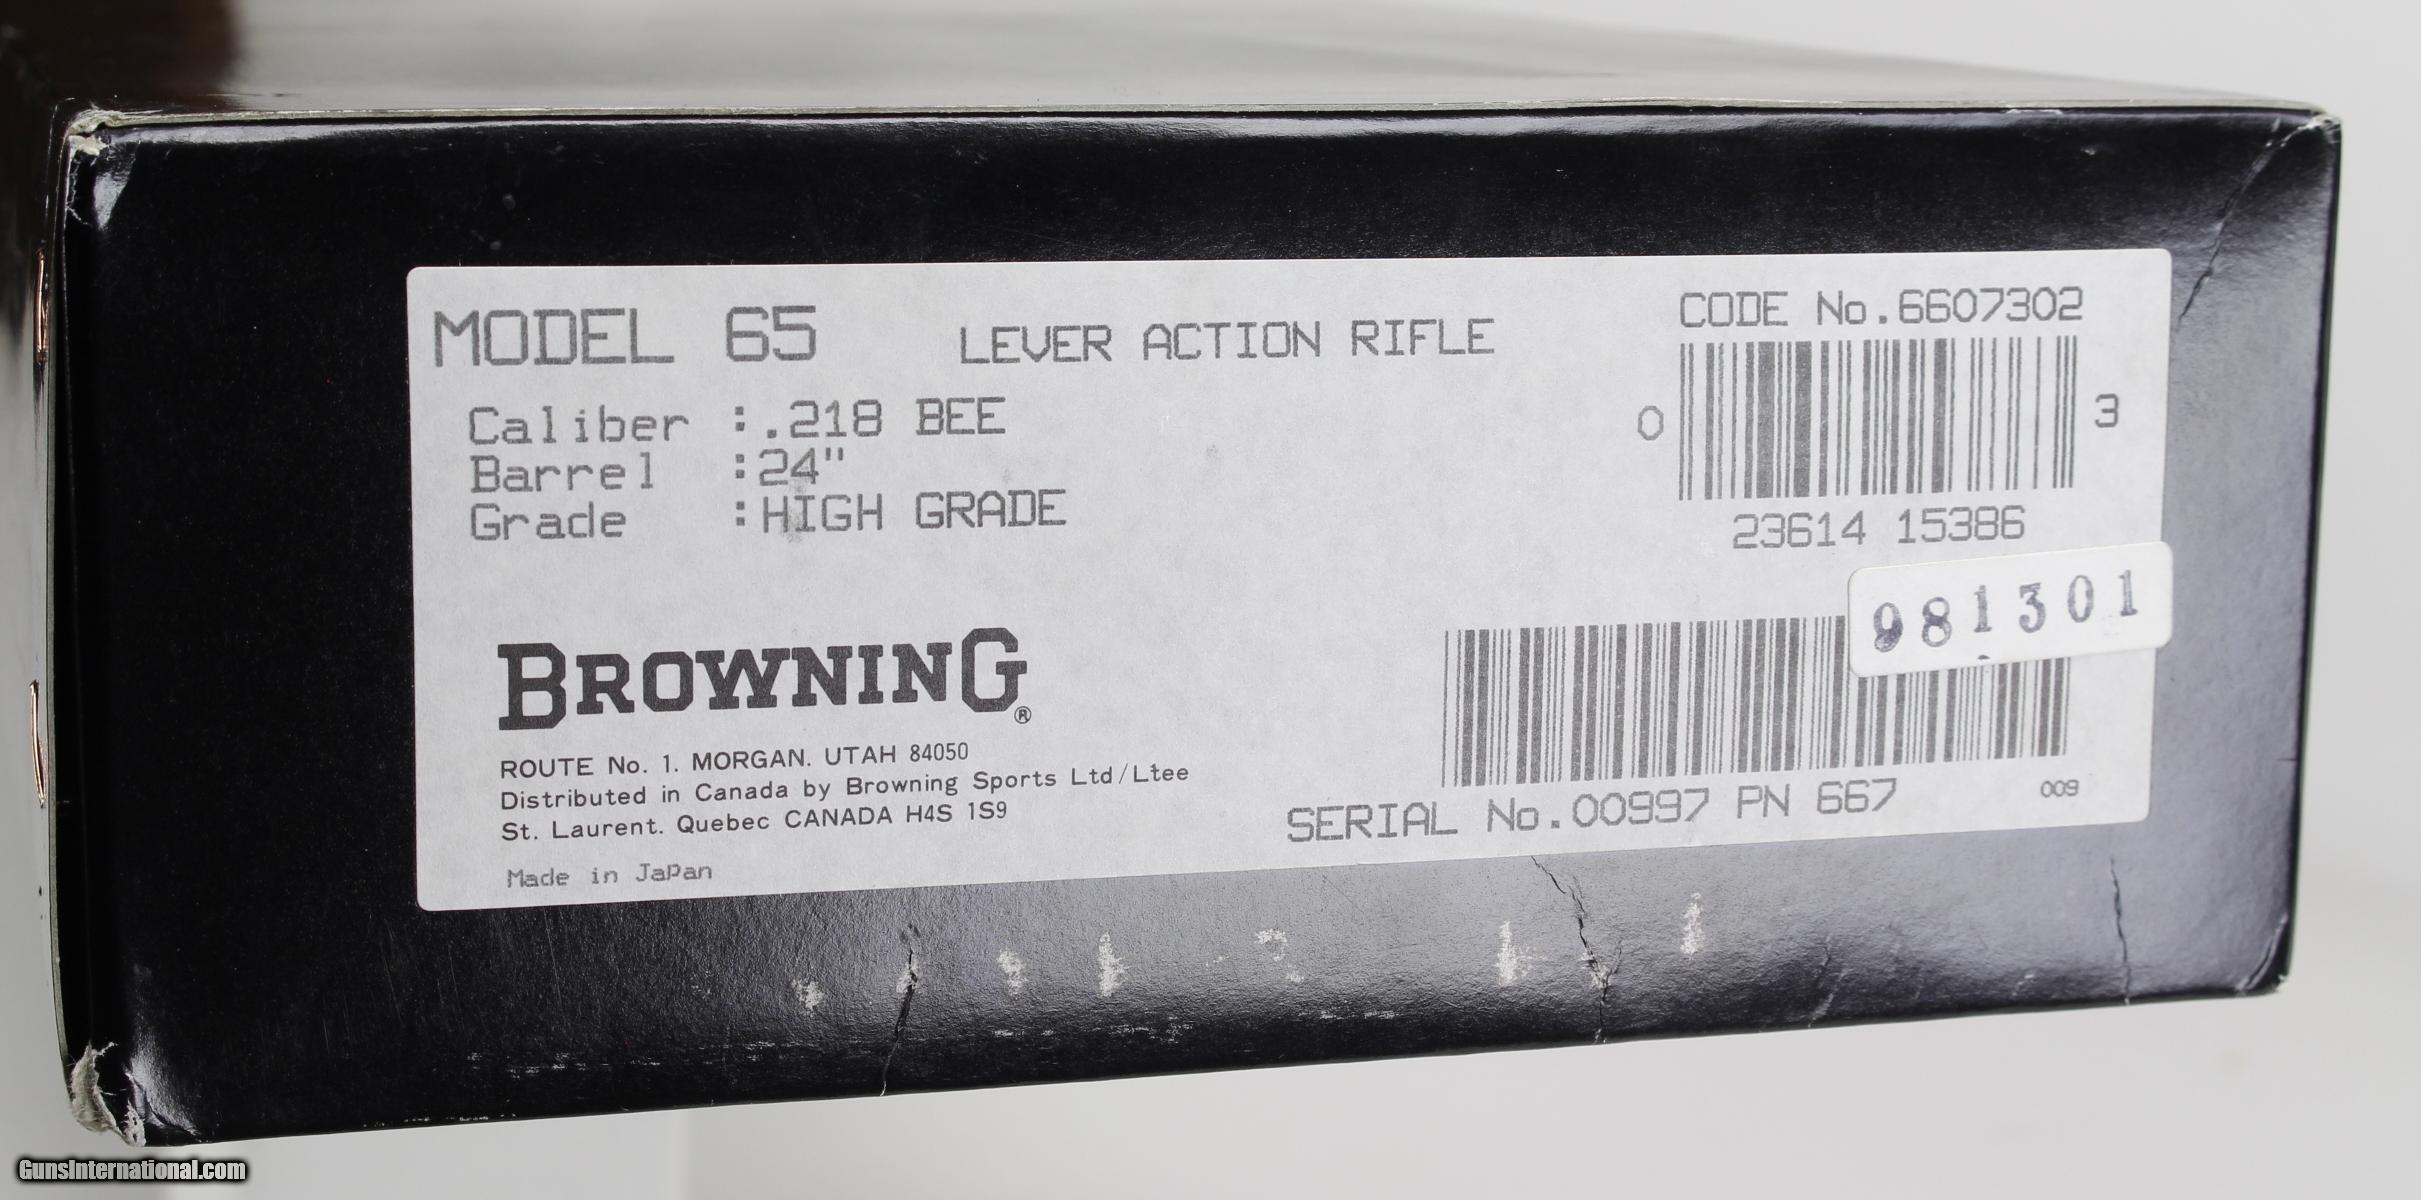 MODEL 65 LEVER ACTION RIFLE
CODE No.6607302
Caliber :.218 BEE
Barrel :24"
Grade :HIGH GRADE
0 3
23614 15386
981301
BROWNING®
ROUTE No. 1. MORGAN. UTAH 84050
Distributed in Canada by Browning Sports Ltd/Ltee
St. Laurent. Quebec CANADA H4S 1S9
Made in JaPan
SERIAL No.00997 PN 667
009
GunsInternational.com